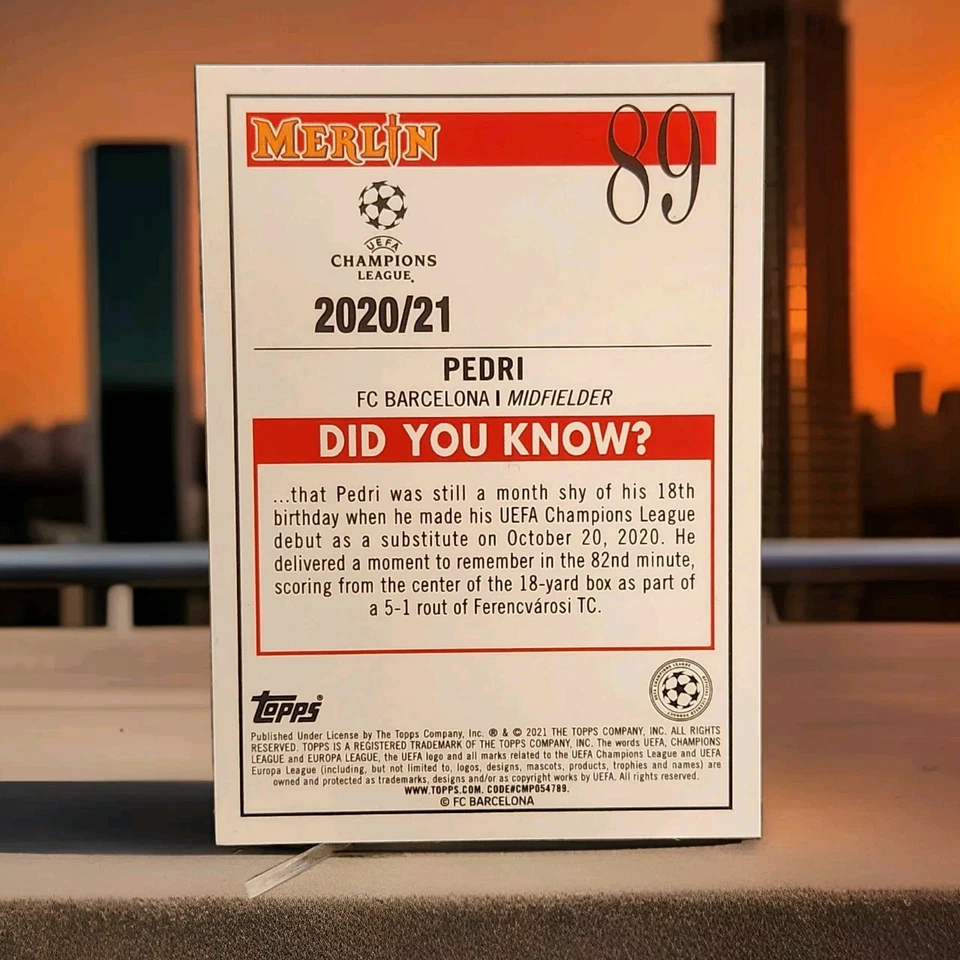 MERLIN
89
UEFA
CHAMPIONS
LEAGUE®
2020/21
PEDRI
FC BARCELONA | MIDFIELDER
DID YOU KNOW?
...that Pedri was still a month shy of his 18th
birthday when he made his UEFA Champions League
debut as a substitute on October 20, 2020. He
delivered a moment to remember in the 82nd minute,
scoring from the center of the 18-yard box as part of
a 5-1 rout of Ferencvárosi TC.
Topps®
Published Under License by The Topps Company, Inc. ® & © 2021 THE TOPPS COMPANY, INC. ALL RIGHTS
RESERVED. TOPPS IS A REGISTERED TRADEMARK OF THE TOPPS COMPANY, INC. The words UEFA, CHAMPIONS
LEAGUE and EUROPA LEAGUE, the UEFA logo and all marks related to the UEFA Champions League and UEFA
Europa League (including, but not limited to, logos, designs, mascots, products, trophies and names) are
owned and protected as trademarks, designs and/or as copyright works by UEFA. All rights reserved.
WWW.TOPPS.COM. CODE#CMP054789.
© FC BARCELONA